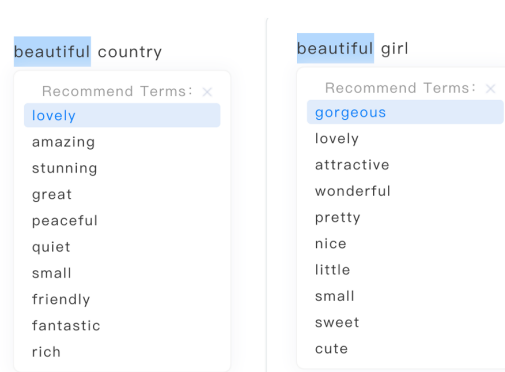 beautiful country
Recommend Terms: ×
lovely
amazing
stunning
great
peaceful
quiet
small
friendly
fantastic
rich
beautiful girl
Recommend Terms: ×
gorgeous
lovely
attractive
wonderful
pretty
nice
little
small
sweet
cute